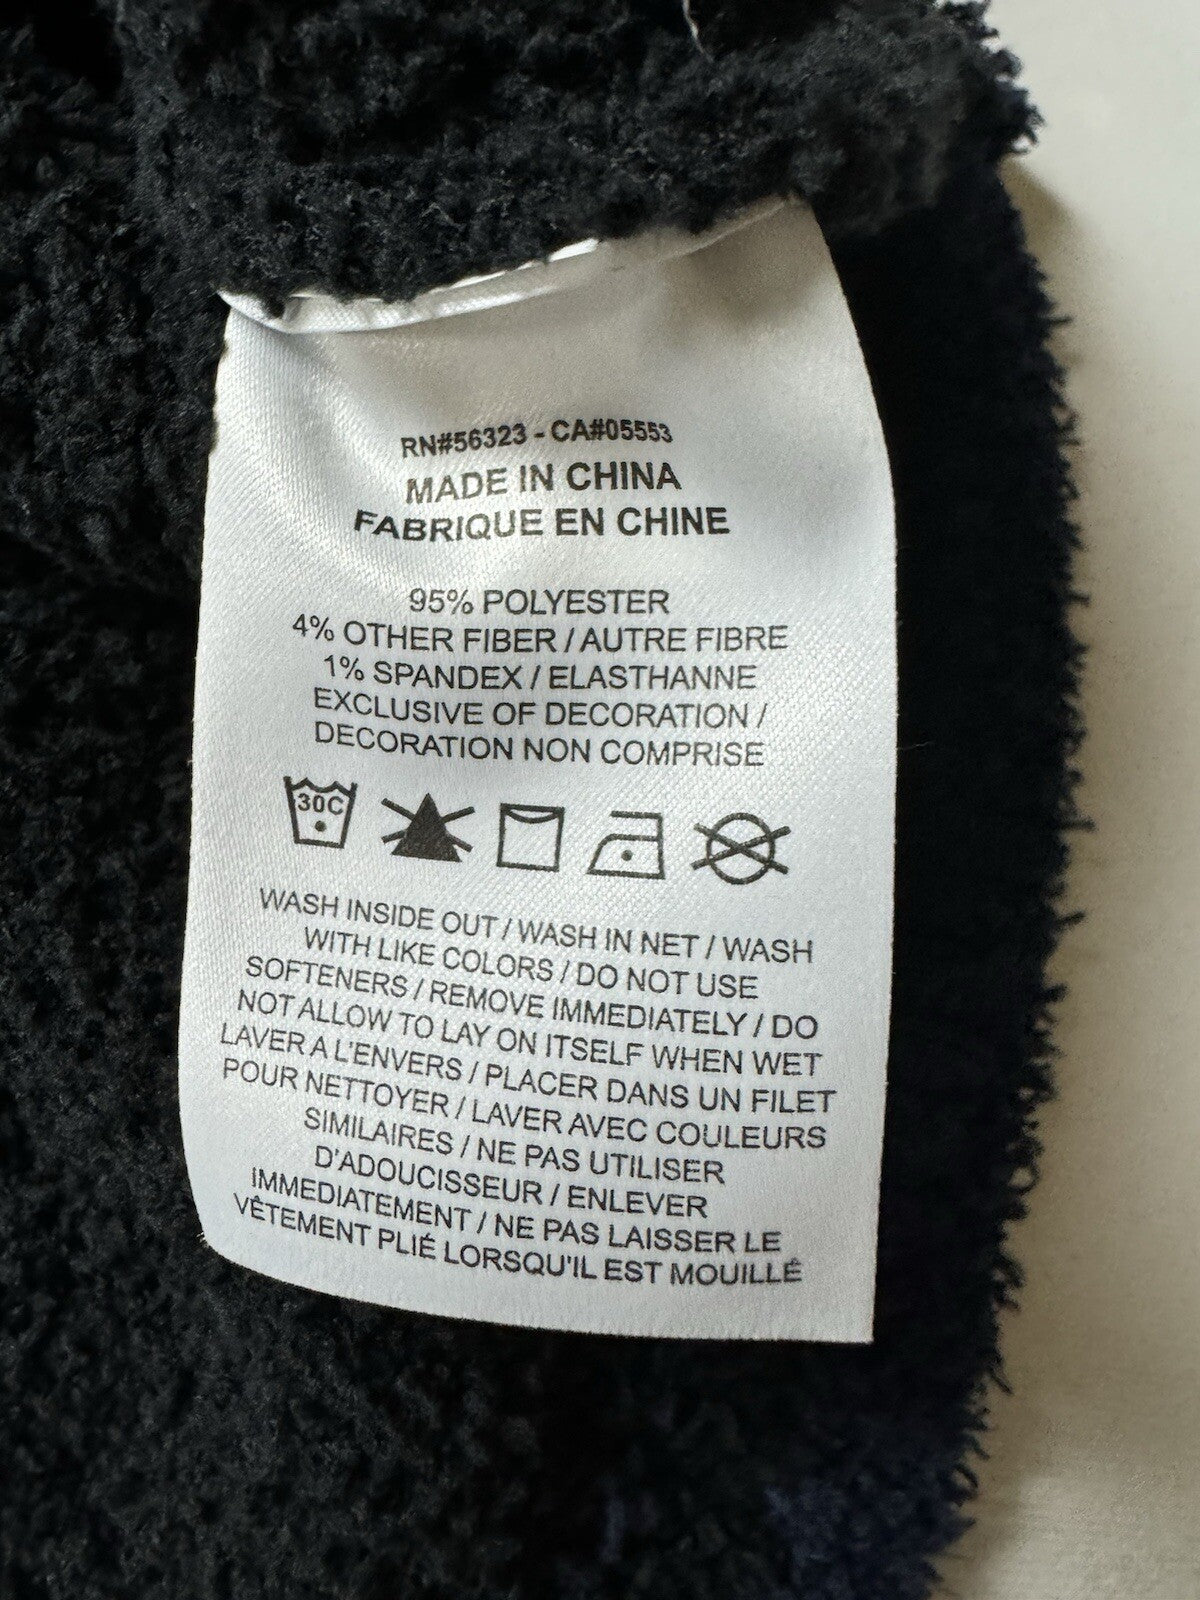 RN#56323 - CA#05553
MADE IN CHINA
FABRIQUE EN CHINE
95% POLYESTER
4% OTHER FIBER / AUTRE FIBRE
1% SPANDEX / ELASTHANNE
EXCLUSIVE OF DECORATION /
DECORATION NON COMPRISE
30C
WASH INSIDE OUT / WASH IN NET / WASH
WITH LIKE COLORS / DO NOT USE
SOFTENERS / REMOVE IMMEDIATELY / DO
NOT ALLOW TO LAY ON ITSELF WHEN WET
LAVER A L'ENVERS / PLACER DANS UN FILET
POUR NETTOYER / LAVER AVEC COULEURS
SIMILAIRES / NE PAS UTILISER
D'ADOUCISSEUR / ENLEVER
IMMEDIATEMENT / NE PAS LAISSER LE
VÊTEMENT PLIÉ LORSQU'IL EST MOUILLÉ